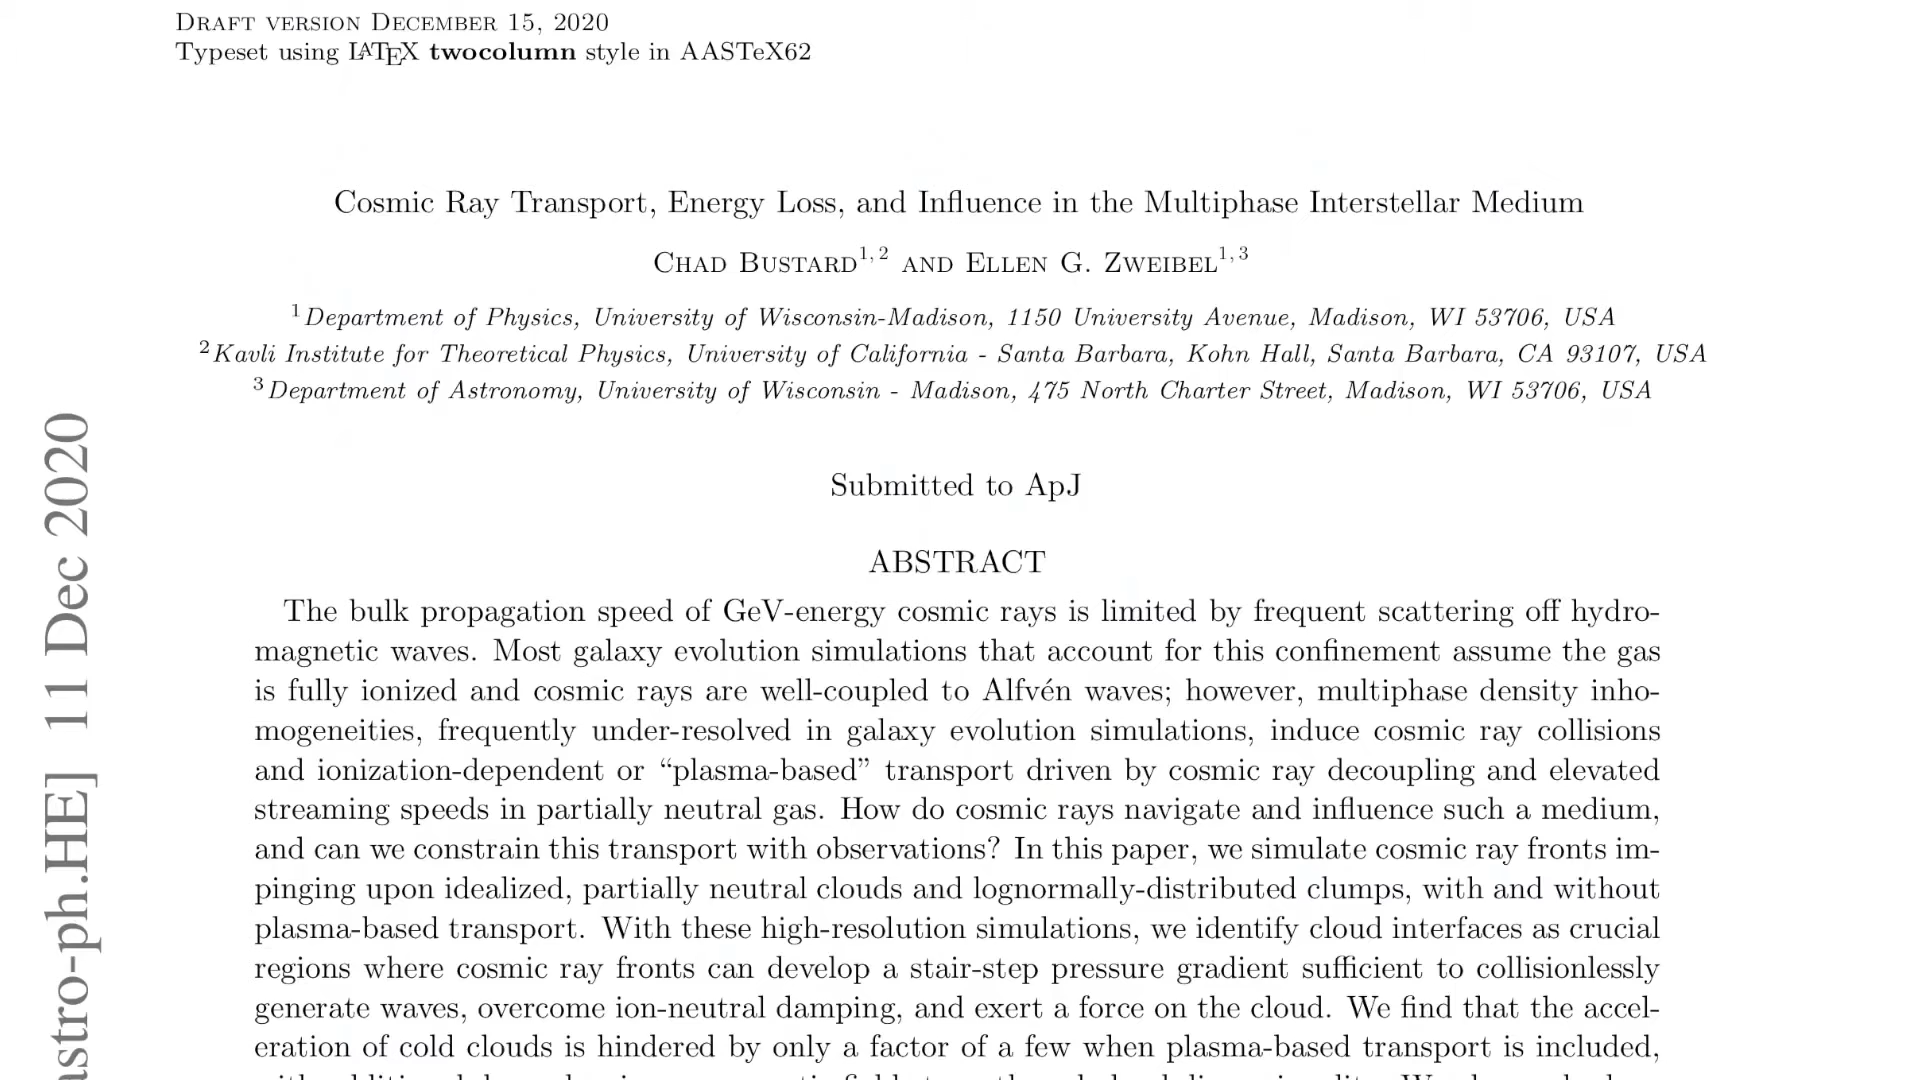 DRAFT VERSION DECEMBER 15, 2020
Typeset using LATEX twocolumn style in AASTeX62
Cosmic Ray Transport, Energy Loss, and Influence in the Multiphase Interstellar Medium
CHAD BUSTARD1,2 AND ELLEN G. ZWEIBEL1,3
1Department of Physics, University of Wisconsin-Madison, 1150 University Avenue, Madison, WI 53706, USA
2Kavli Institute for Theoretical Physics, University of California - Santa Barbara, Kohn Hall, Santa Barbara, CA 93107, USA
3Department of Astronomy, University of Wisconsin - Madison, 475 North Charter Street, Madison, WI 53706, USA
Submitted to ApJ
ABSTRACT
The bulk propagation speed of GeV-energy cosmic rays is limited by frequent scattering off hydro-
magnetic waves. Most galaxy evolution simulations that account for this confinement assume the gas
is fully ionized and cosmic rays are well-coupled to Alfvén waves; however, multiphase density inho-
mogeneities, frequently under-resolved in galaxy evolution simulations, induce cosmic ray collisions
and ionization-dependent or “plasma-based” transport driven by cosmic ray decoupling and elevated
streaming speeds in partially neutral gas. How do cosmic rays navigate and influence such a medium,
and can we constrain this transport with observations? In this paper, we simulate cosmic ray fronts im-
pinging upon idealized, partially neutral clouds and lognormally-distributed clumps, with and without
plasma-based transport. With these high-resolution simulations, we identify cloud interfaces as crucial
regions where cosmic ray fronts can develop a stair-step pressure gradient sufficient to collisionlessly
generate waves, overcome ion-neutral damping, and exert a force on the cloud. We find that the accel-
eration of cold clouds is hindered by only a factor of a few when plasma-based transport is included,
astro-ph.HE] 11 Dec 2020